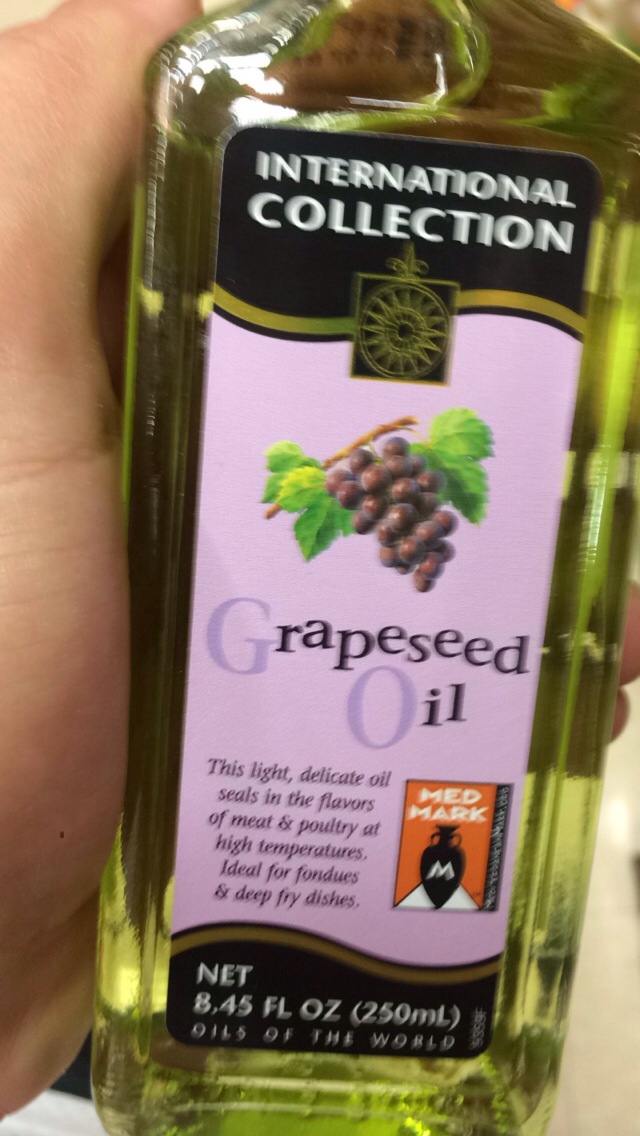 INTERNATIONAL
COLLECTION
Grapeseed
Oil
This light, delicate oil
seals in the flavors
of meat & poultry at
high temperatures.
Ideal for fondues
& deep fry dishes.
MED
MARK
M
NET
8.45 FL OZ (250mL)
OILS OF THE WORLD